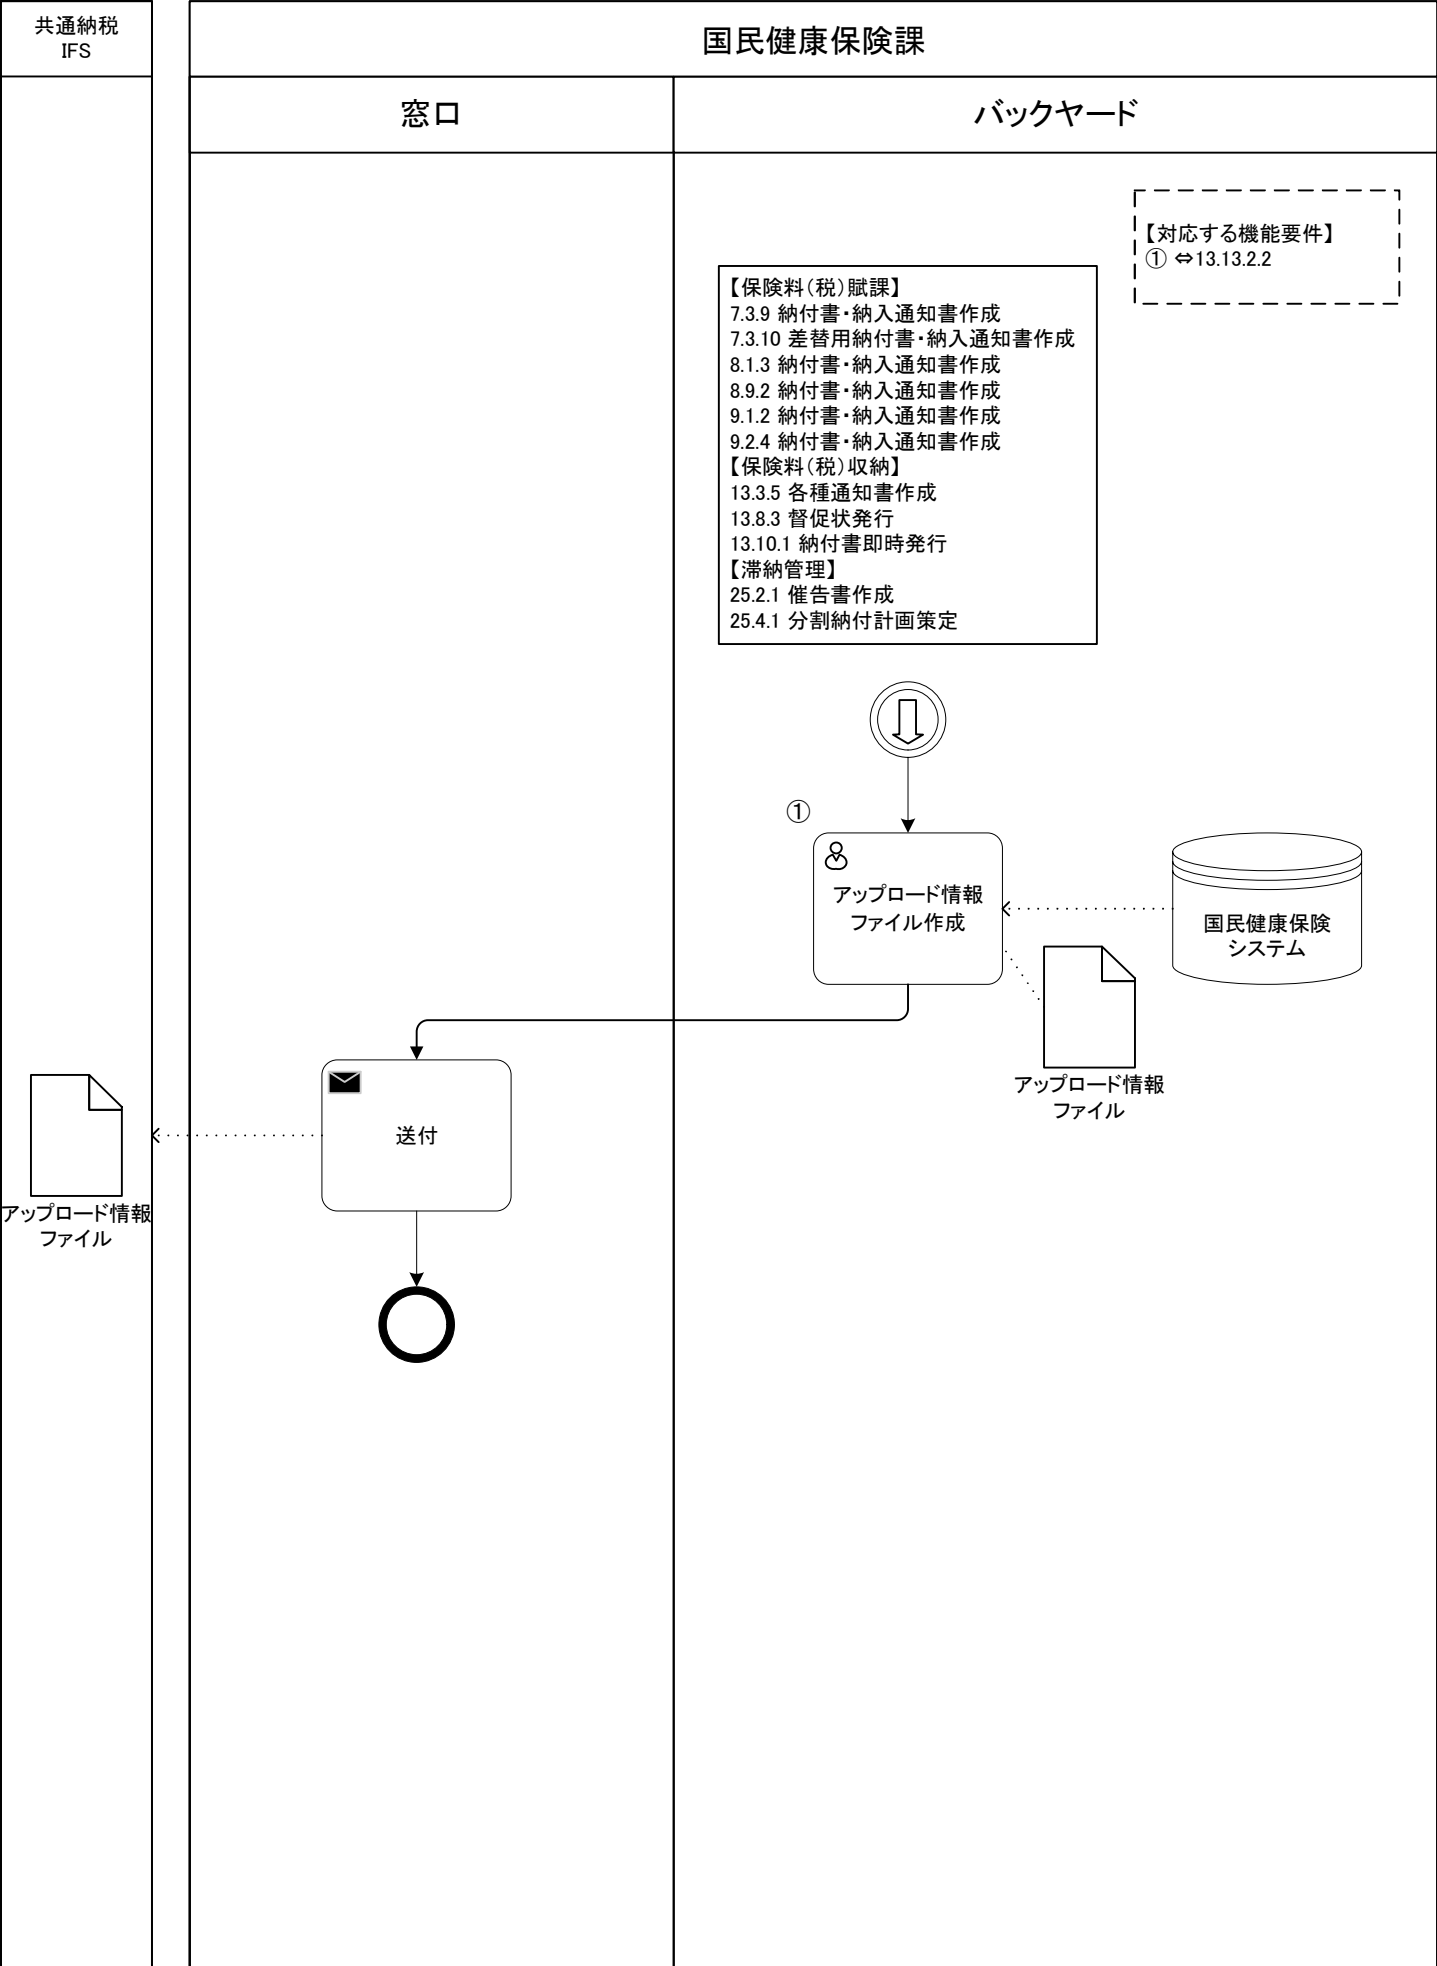 共通納税
IFS
国民健康保険課
窓口
バックヤード
【対応する機能要件】
① ⇔13.13.2.2
【保険料（税）賦課】
7.3.9 納付書・納入通知書作成
7.3.10 差替用納付書・納入通知書作成
8.1.3 納付書・納入通知書作成
8.9.2 納付書・納入通知書作成
9.1.2 納付書・納入通知書作成
9.2.4 納付書・納入通知書作成
【保険料（税）収納】
13.3.5 各種通知書作成
13.8.3 督促状発行
13.10.1 納付書即時発行
【滞納管理】
25.2.1 催告書作成
25.4.1 分割納付計画策定
①
アップロード情報
ファイル作成
国民健康保険
システム
アップロード情報
ファイル
送付
アップロード情報
ファイル